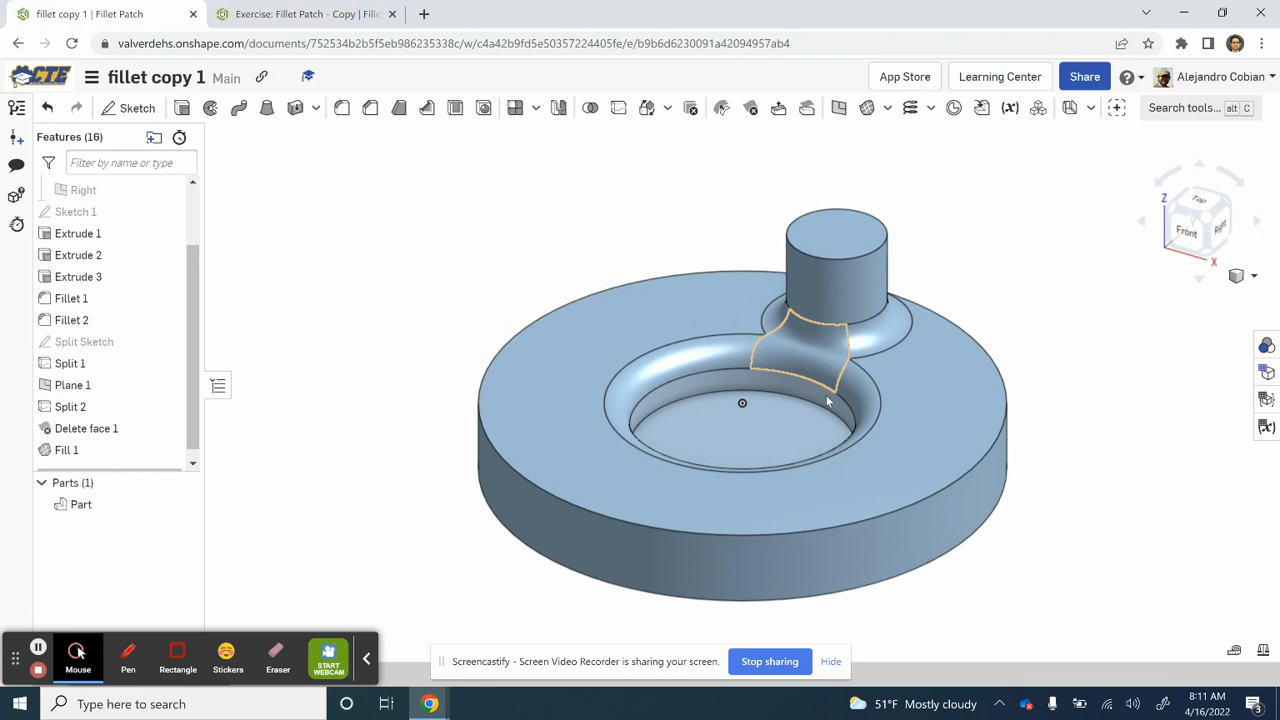 fillet copy 1 | Fillet Patch
Exercise: Fillet Patch - Copy | Fille
valverdehs.onshape.com/documents/752534b2b5f5eb986235338c/w/c4a42b9fd5e50357224405fe/e/b9b6d6230091a42094957ab4
CTE
fillet copy 1 Main
App Store
Learning Center
Share
Alejandro Cobian
Sketch
Search tools... alt C
Features (16)
Filter by name or type
Right
Sketch 1
Extrude 1
Extrude 2
Extrude 3
Fillet 1
Fillet 2
Split Sketch
Split 1
Plane 1
Split 2
Delete face 1
Fill 1
Parts (1)
Part
Top
Front
Right
Z
X
Mouse
Pen
Rectangle
Stickers
Eraser
START WEBCAM
Screencastify - Screen Video Recorder is sharing your screen.
Stop sharing
Hide
Type here to search
51°F Mostly cloudy
8:11 AM
4/16/2022
3